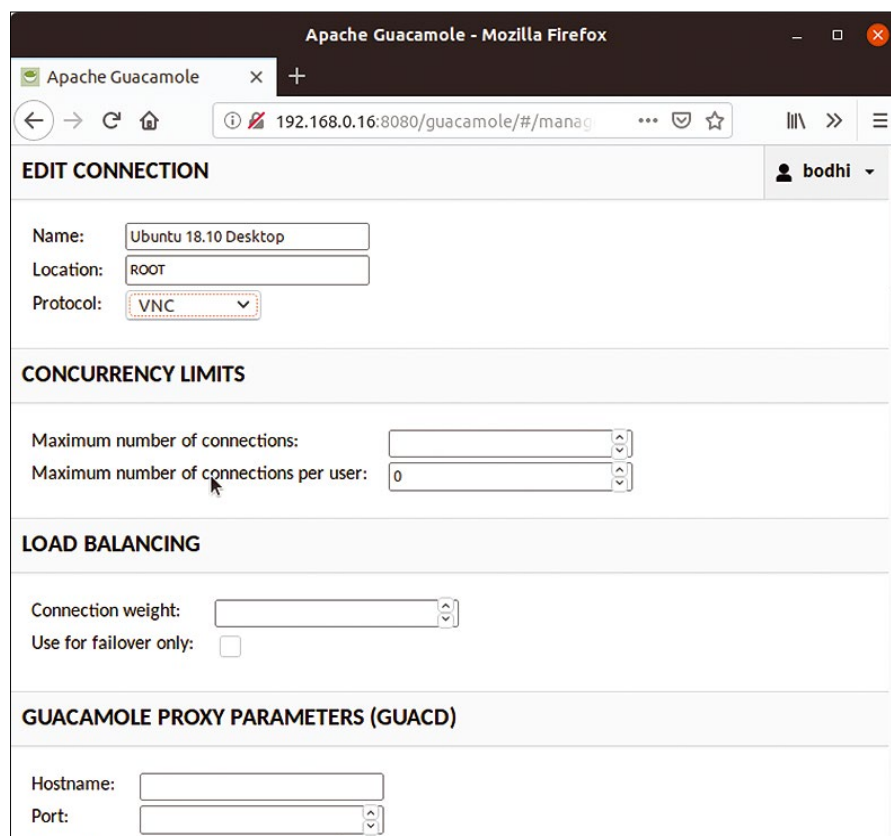 Apache Guacamole - Mozilla Firefox
Apache Guacamole
192.168.0.16:8080/guacamole/#/manag
EDIT CONNECTION
bodhi
Name: Ubuntu 18.10 Desktop
Location: ROOT
Protocol: VNC
CONCURRENCY LIMITS
Maximum number of connections:
Maximum number of connections per user: 0
LOAD BALANCING
Connection weight:
Use for failover only:
GUACAMOLE PROXY PARAMETERS (GUACD)
Hostname:
Port: